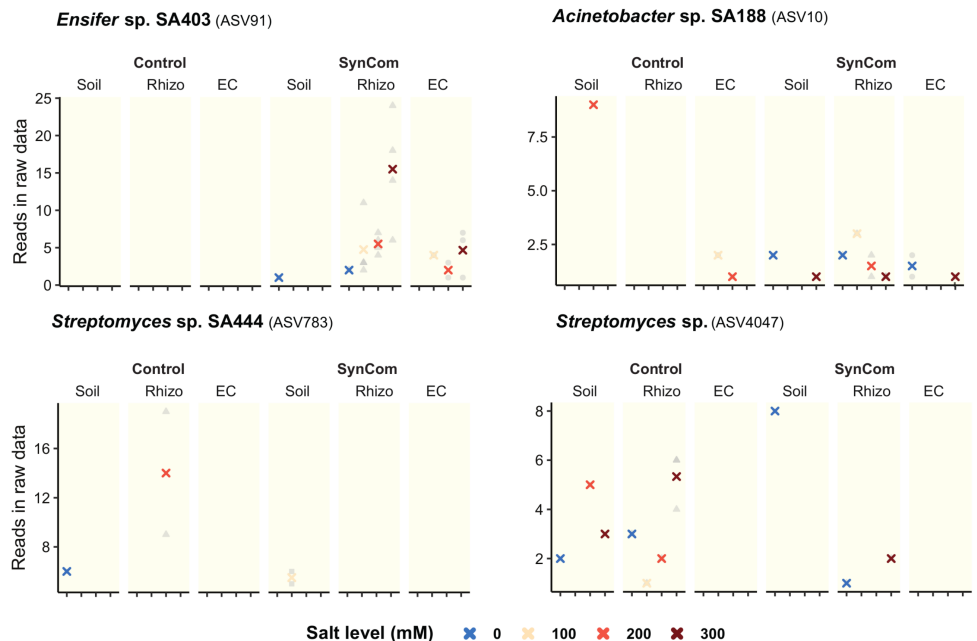 Ensifer sp. SA403 (ASV91)
Acinetobacter sp. SA188 (ASV10)
Control SynCom
Soil Rhizo EC Soil Rhizo EC
Reads in raw data
25
20
15
10
5
0
Control SynCom
Soil Rhizo EC Soil Rhizo EC
7.5
5.0
2.5
Streptomyces sp. SA444 (ASV783)
Streptomyces sp. (ASV4047)
Control SynCom
Soil Rhizo EC Soil Rhizo EC
Reads in raw data
16
12
8
Control SynCom
Soil Rhizo EC Soil Rhizo EC
8
6
4
2
Salt level (mM) 0 100 200 300